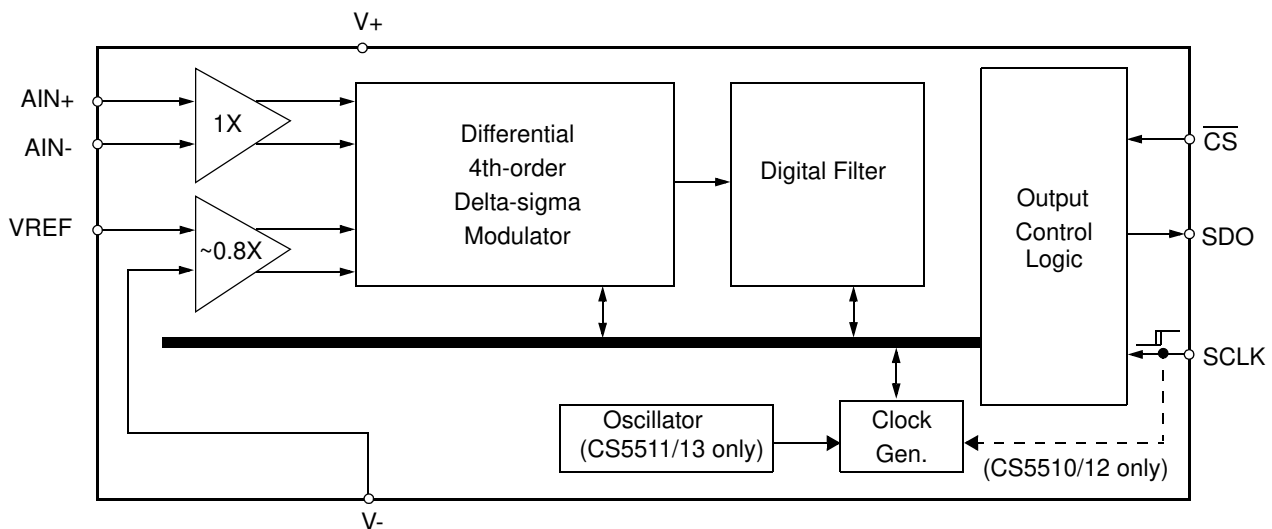 V+
AIN+
AIN-
VREF
1X
~0.8X
Differential
4th-order
Delta-sigma
Modulator
Digital Filter
Output
Control
Logic
CS
SDO
SCLK
Oscillator
(CS5511/13 only)
Clock
Gen.
(CS5510/12 only)
V-